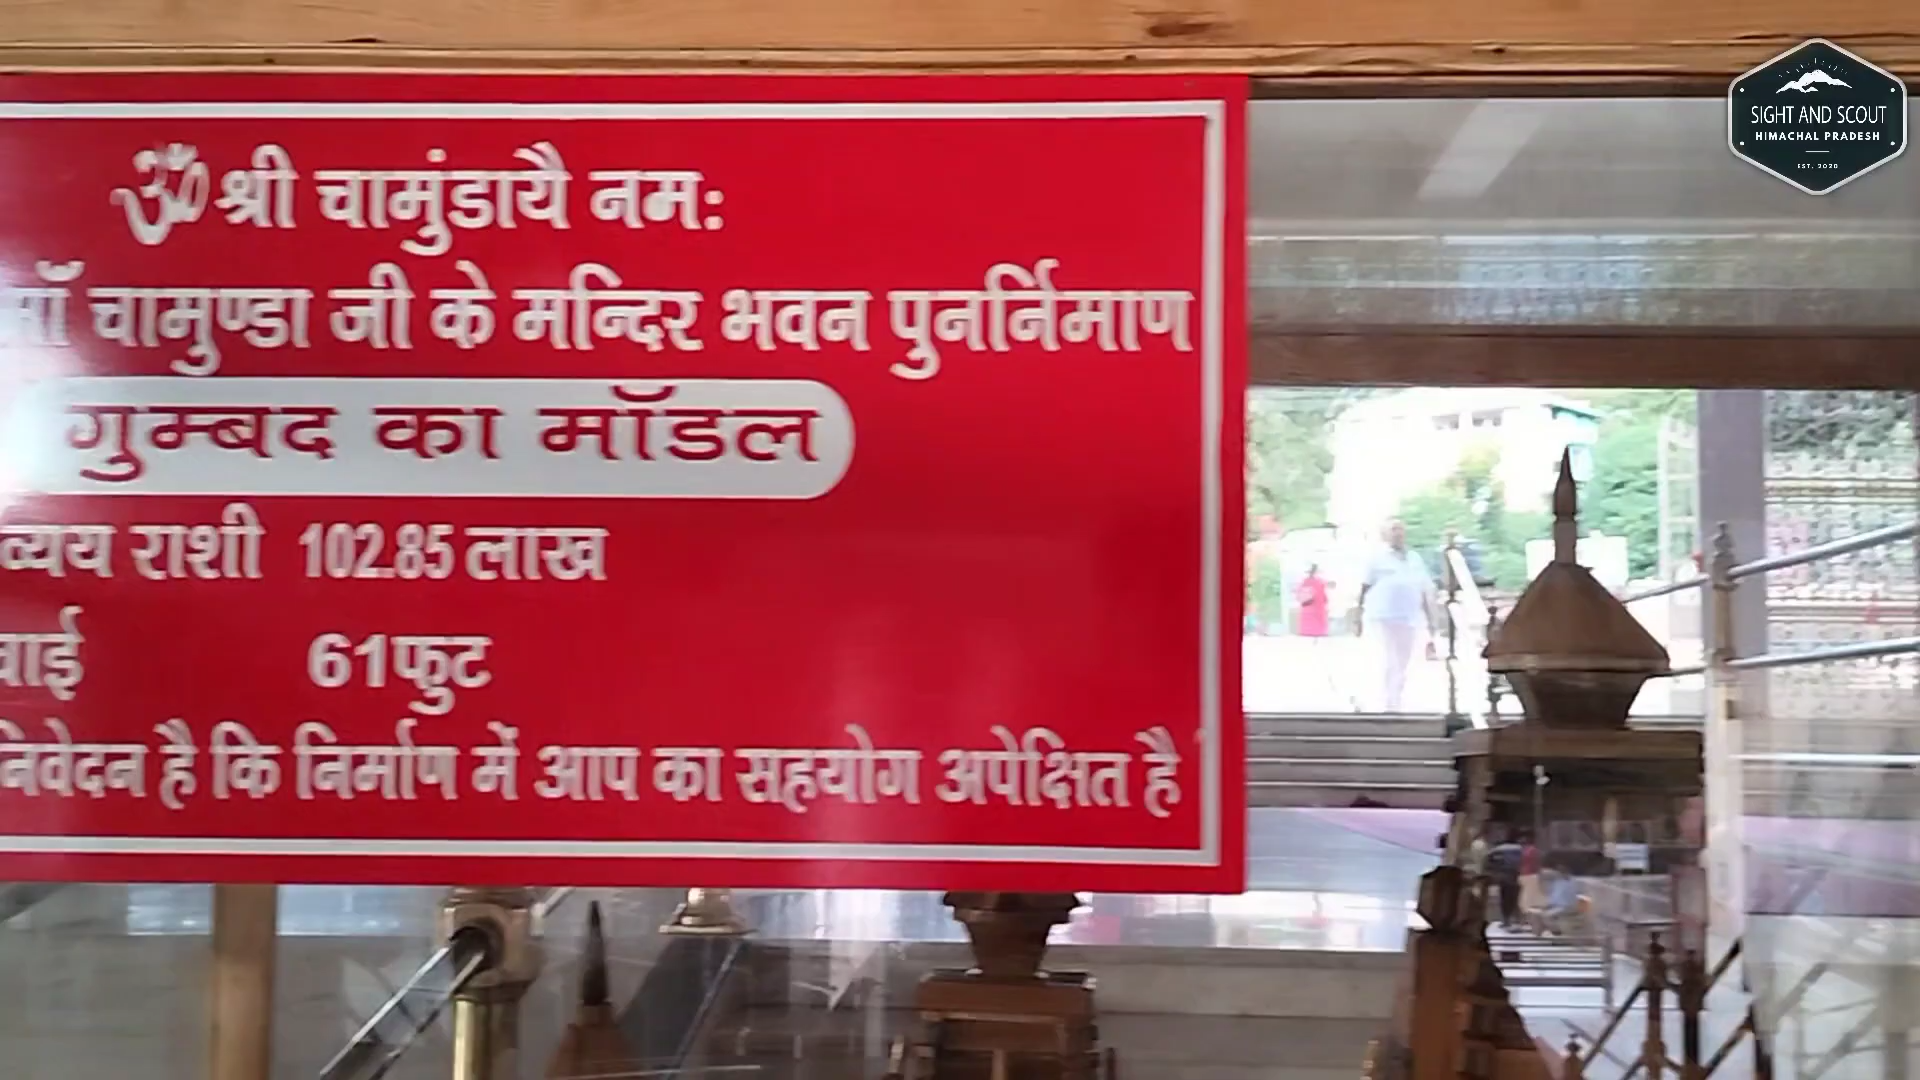 ॐ श्री चामुंडायै नम:
माँ चामुण्डा जी के मन्दिर भवन पुनर्निमाण
गुम्बद का मॉडल
व्यय राशी 102.85 लाख
61फुट
निवेदन है कि निर्माण में आप का सहयोग अपेक्षित है
SIGHT AND SCOUT
HIMACHAL PRADESH
EST. 2020